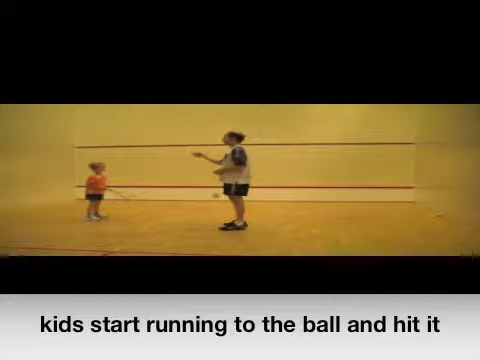 kids start running to the ball and hit it